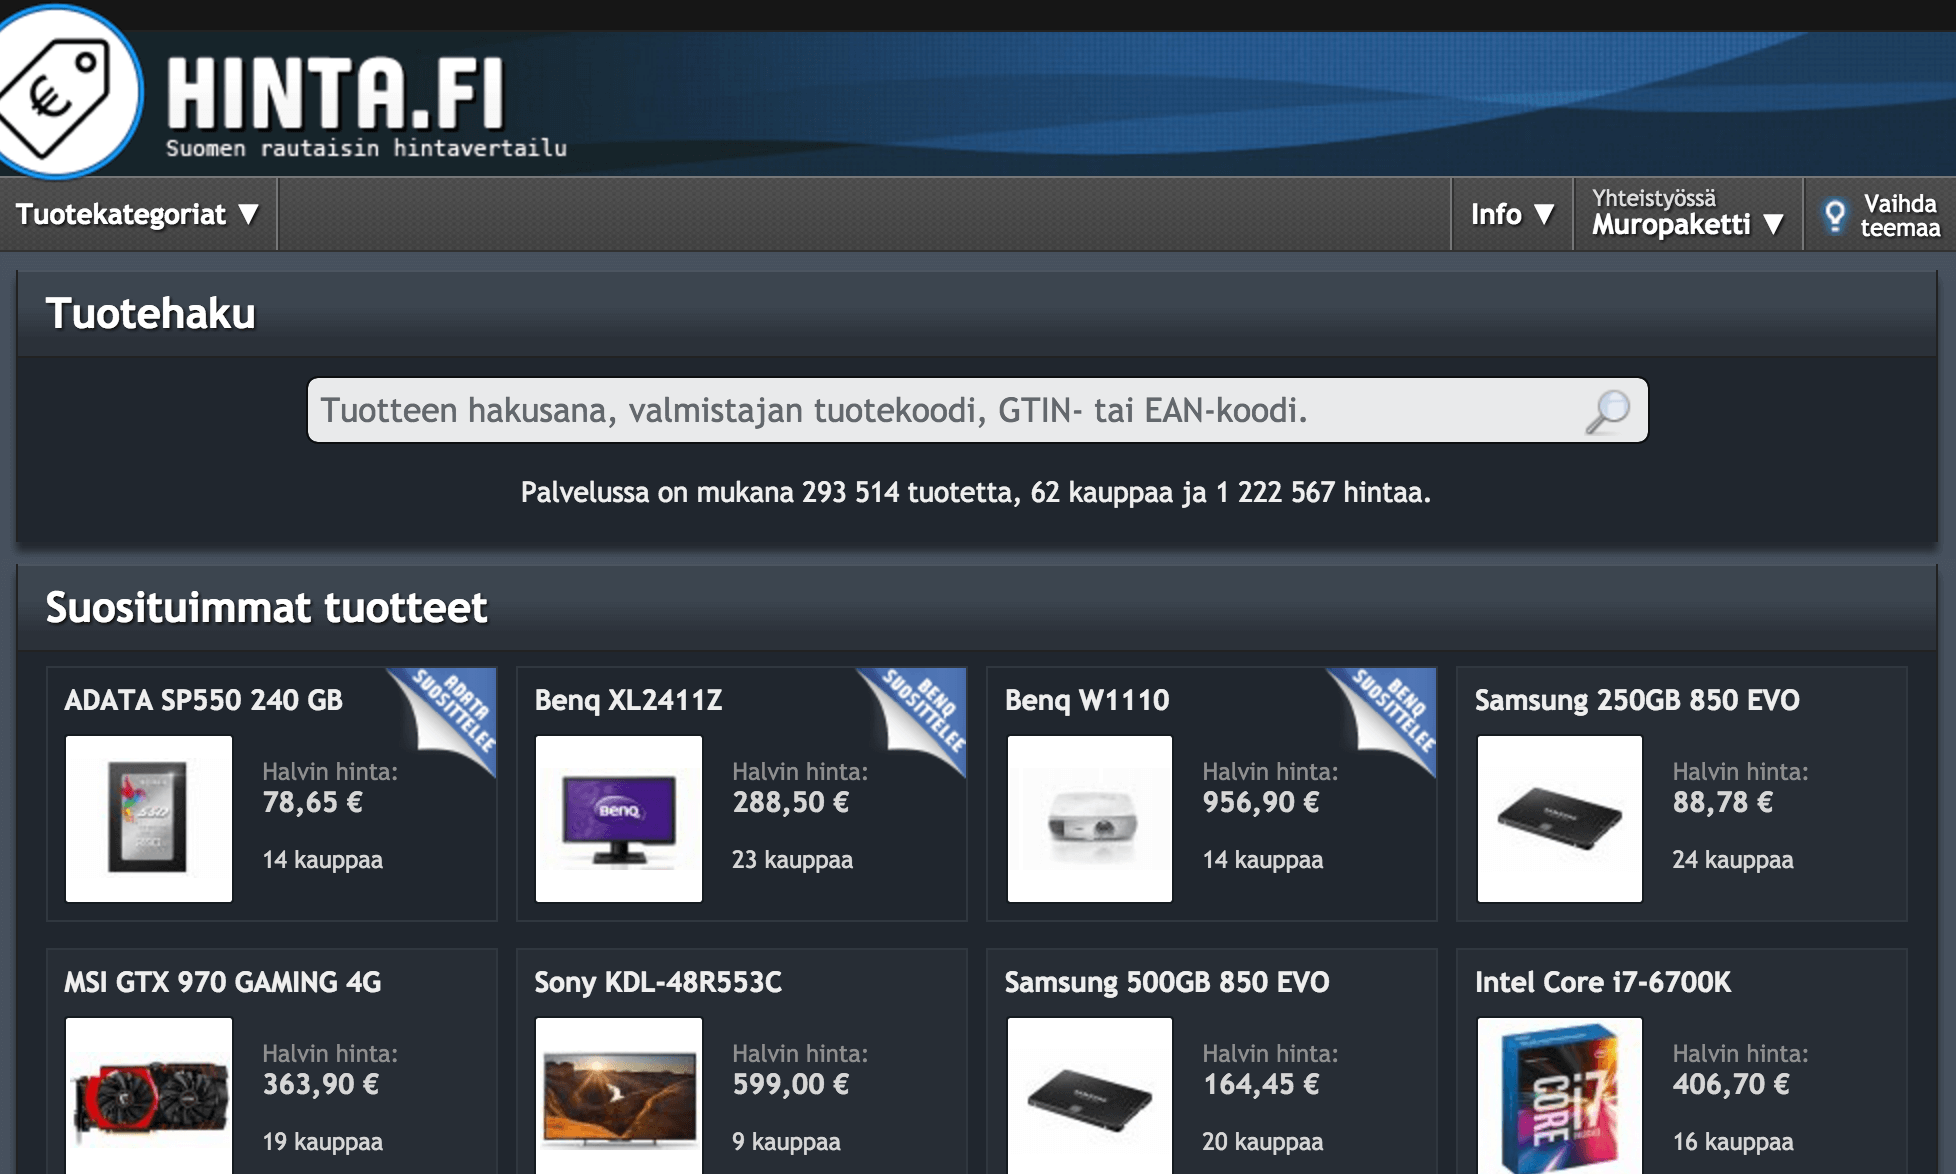 HINTA.FI
Suomen rautaisin hintavertailu
Tuotekategoriat ▼
Info ▼
Yhteistyössä
Muropaketti ▼
Vaihda
teemaa
Tuotehaku
Tuotteen hakusana, valmistajan tuotekoodi, GTIN- tai EAN-koodi.
Palvelussa on mukana 293 514 tuotetta, 62 kauppaa ja 1 222 567 hintaa.
Suosituimmat tuotteet
ADATA SP550 240 GB
ADATA
SUOSITTELEE
SSD
Halvin hinta:
78,65 €
14 kauppaa
Benq XL2411Z
BENQ
SUOSITTELEE
BenQ
Halvin hinta:
288,50 €
23 kauppaa
Benq W1110
BENQ
SUOSITTELEE
Halvin hinta:
956,90 €
14 kauppaa
Samsung 250GB 850 EVO
SAMSUNG
Halvin hinta:
88,78 €
24 kauppaa
MSI GTX 970 GAMING 4G
Halvin hinta:
363,90 €
19 kauppaa
Sony KDL-48R553C
Halvin hinta:
599,00 €
9 kauppaa
Samsung 500GB 850 EVO
SAMSUNG
Halvin hinta:
164,45 €
20 kauppaa
Intel Core i7-6700K
CORE i7
Halvin hinta:
406,70 €
16 kauppaa